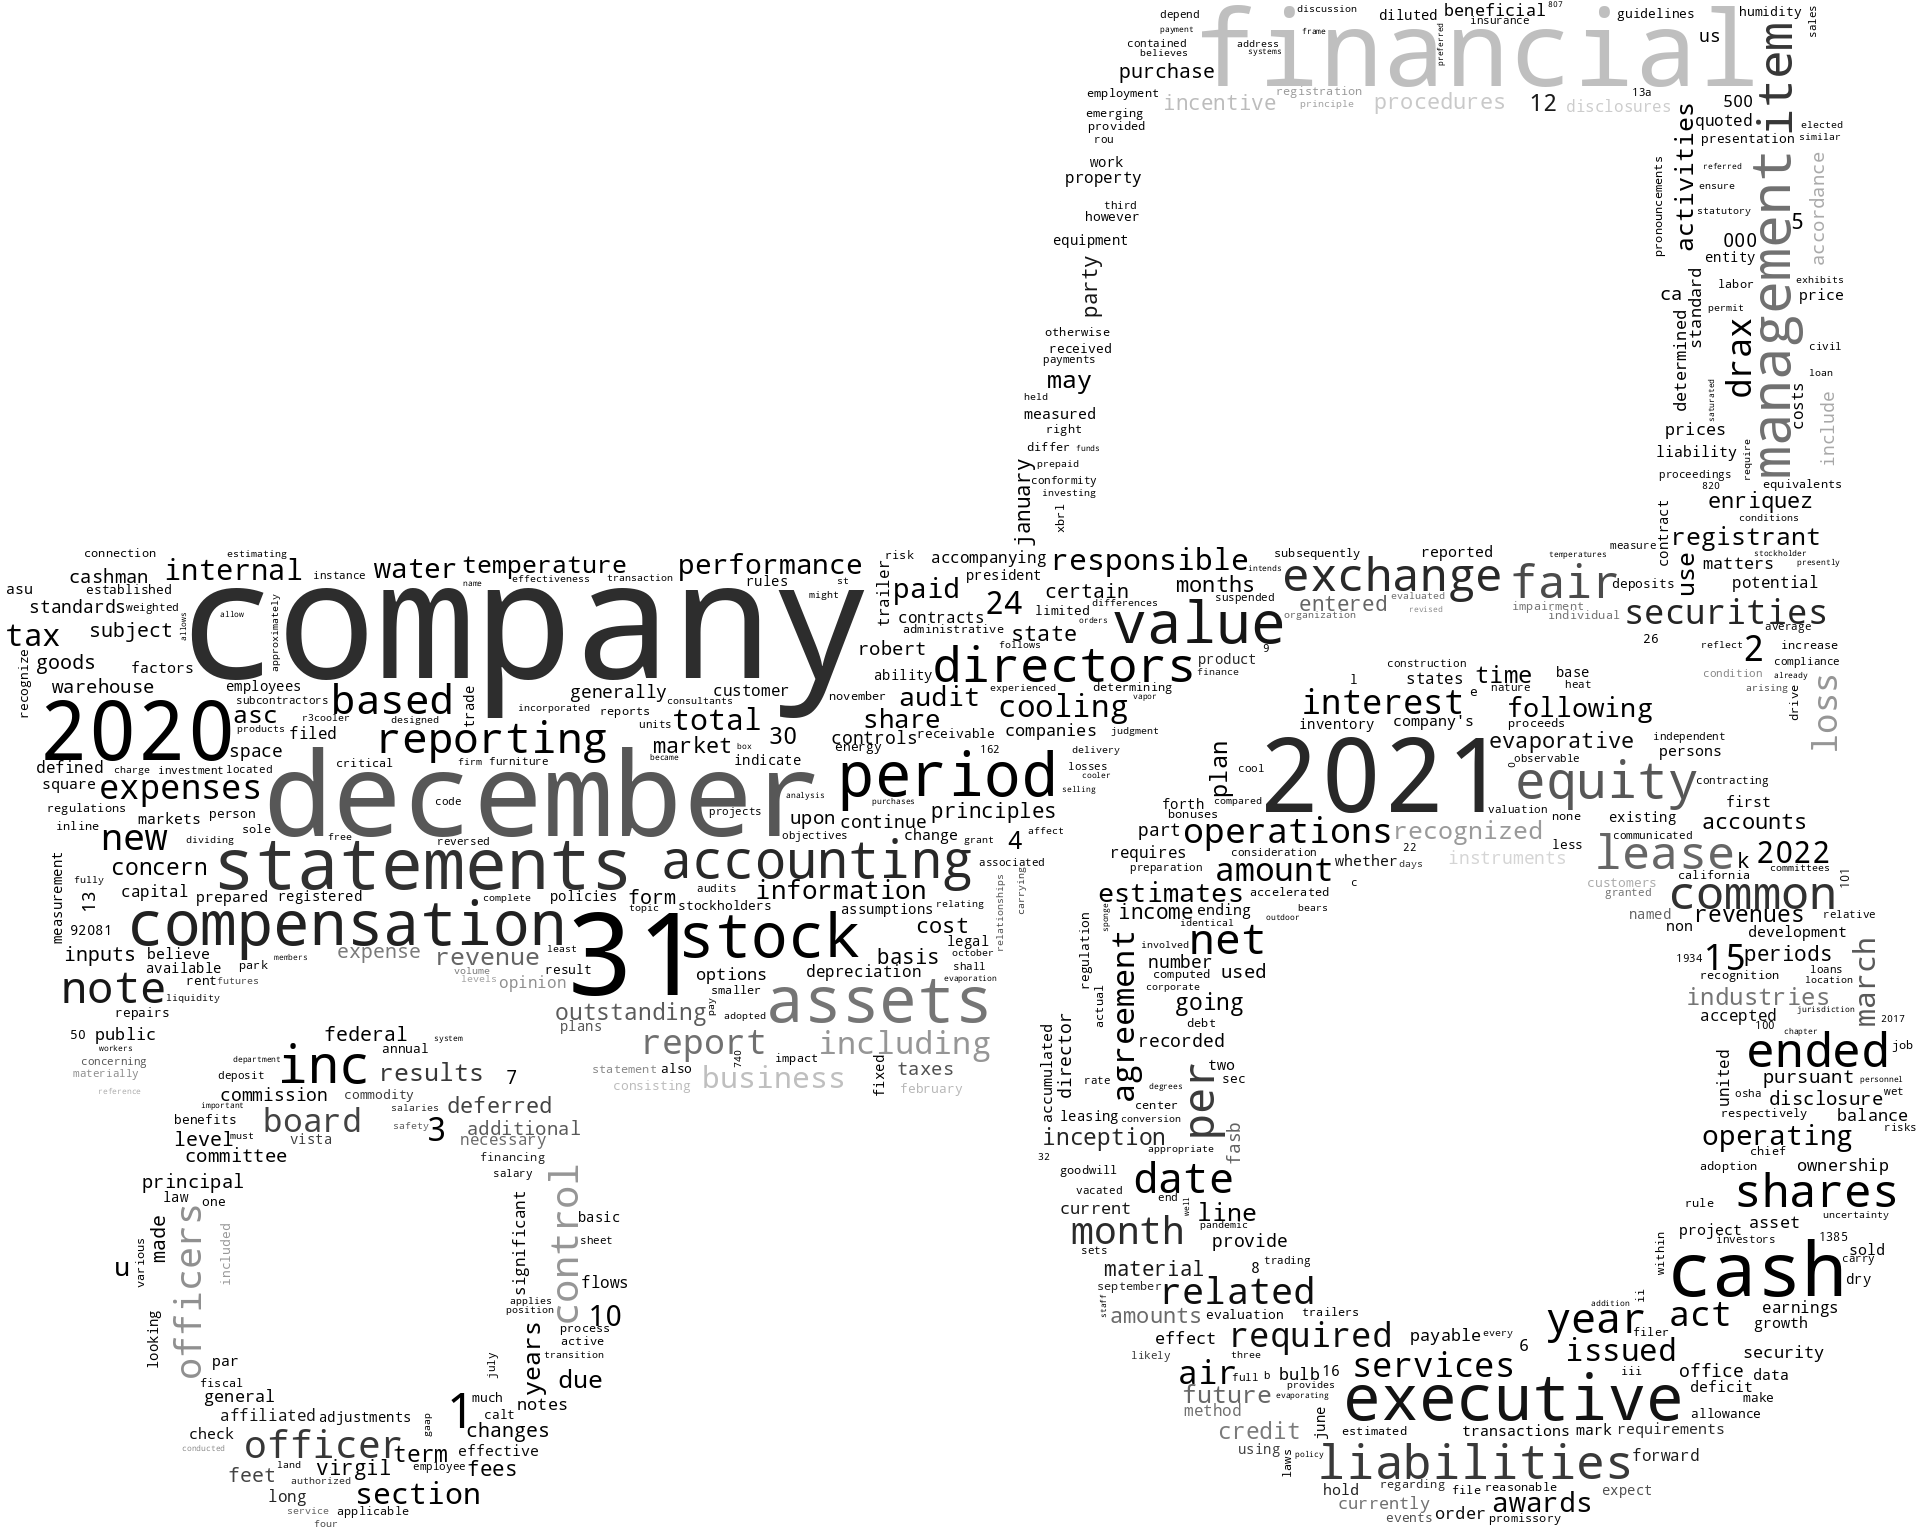 depend
discussion
diluted
beneficial
807
guidelines
humidity
sales
payment
insurance
financial
us
item
contained
believes
address
systems
frame
preferred
purchase
employment
incentive
registration
principle
procedures
12
13a
disclosures
500
emerging
provided
rou
activities
quoted
elected
presentation
similar
work
property
pronouncements
referred
management
accordance
ensure
third
however
statutory
5
equipment
000
entity
party
ca
standard
labor
exhibits
price
permit
otherwise
received
payments
determined
drax
civil
may
loan
held
measured
right
saturated
costs
include
differ
funds
prices
liability
require
prepaid
january
conformity
investing
proceedings
820
equivalents
enriquez
xbrl
contract
conditions
registrant
connection
estimating
internal
instance
water
temperature
performance
risk
accompanying
responsible
subsequently
reported
temperatures
measure
stockholder
matters
presently
asu
cashman
established
name
effectiveness
transaction
rules
st
might
trailer
president
intends
exchange
fair
deposits
use
potential
standards
weighted
allows
allow
approximately
company
paid
24
certain
months
suspended
entered
evaluated
revised
impairment
individual
securities
tax
subject
contracts
administrative
limited
differences
orders
organization
value
average
goods
factors
robert
state
follows
9
26
reflect
2
increase
recognize
warehouse
employees
subcontractors
based
trade
generally
consultants
customer
ability
directors
product
finance
construction
states
time
base
heat
compliance
condition
already
arising
loss
2020
asc
r3cooler
designed
incorporated
reports
units
november
audit
experienced
determining
vapor
cooling
l
interest
e
nature
following
drive
products
filed
reporting
total
30
share
controls
receivable
companies
judgment
inventory
company's
proceeds
space
market
box
became
indicate
energy
162
delivery
plan
evaporative
independent
persons
defined
charge
investment
located
critical
firm
furniture
period
losses
cooler
cool
2021
observable
0
square
expenses
december
code
analysis
purchases
selling
equity
contracting
regulations
markets
person
projects
principles
forth
bonuses
compared
valuation
first
inline
new
dividing
sole
free
reversed
upon
continue
objectives
change
grant
4
affect
part
operations
recognized
none
existing
accounts
measurement
concern
statements
accounting
associated
requires
preparation
consideration
22
whether
days
instruments
less
communicated
lease
k
2022
committees
fully
13
capital
prepared
registered
complete
policies
form
topic
audits
stockholders
information
assumptions
relating
relationships
carrying
amount
estimates
accelerated
c
customers
granted
california
common
101
92081
compensation
31
stock
cost
sponge
income
ending
identical
outdoor
bears
named
non
revenues
relative
development
inputs
believe
available
park
members
expense
revenue
least
legal
october
basis
regulation
involved
net
1934
15
periods
rent
futures
volume
levels
opinion
result
options
depreciation
shall
evaporation
number
computed
corporate
used
recognition
loans
location
note
liquidity
repairs
outstanding
plans
pay
smaller
adopted
assets
actual
agreement
going
debt
industries
jurisdiction
accepted
march
50
public
workers
federal
annual
system
report
740
including
accumulated
director
recorded
100
chapter
2017
concerning
materially
reference
department
deposit
inc
results
7
statement
also
consisting
impact
business
fixed
taxes
february
rate
degrees
per
two
sec
united
ended
job
pursuant
personnel
commission
commodity
important
benefits
board
salaries
safety
deferred
3
additional
necessary
leasing
center
conversion
fasb
osha
disclosure
wet
respectively
balance
risks
level
must
vista
committee
financing
salary
inception
32
appropriate
operating
chief
principal
law
one
control
goodwill
vacated
date
end
well
adoption
ownership
shares
officers
made
included
significant
basic
sheet
current
month
sets
line
pandemic
provide
rule
uncertainty
project
asset
investors
1385
sold
u
various
flows
material
8
trading
within
cash
carry
dry
applies
position
10
september
staff
related
amounts
evaluation
trailers
addition
ii
act
earnings
growth
looking
process
active
years
transition
effect
required
payable
every
6
year
filer
issued
security
par
fiscal
july
due
likely
three
air
full
b
bulb
16
services
iii
office
data
general
1
much
calt
notes
future
provides
evaporating
executive
deficit
make
affiliated
adjustments
gaap
changes
method
allowance
check
conducted
officer
term
effective
credit
june
estimated
transactions
mark
requirements
feet
land
virgil
employee
fees
using
laws
policy
liabilities
forward
authorized
long
section
hold
regarding
file
reasonable
expect
service
applicable
four
currently
events
order
awards
promissory